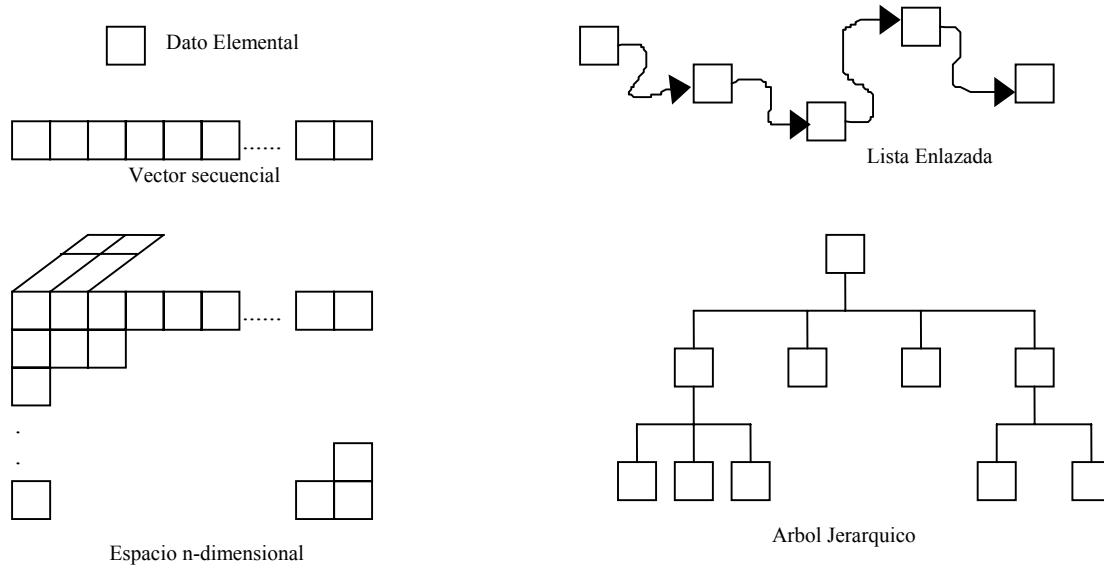 Dato Elemental
......
Vector secuencial
Lista Enlazada
......
.
.
Espacio n-dimensional
Arbol Jerarquico